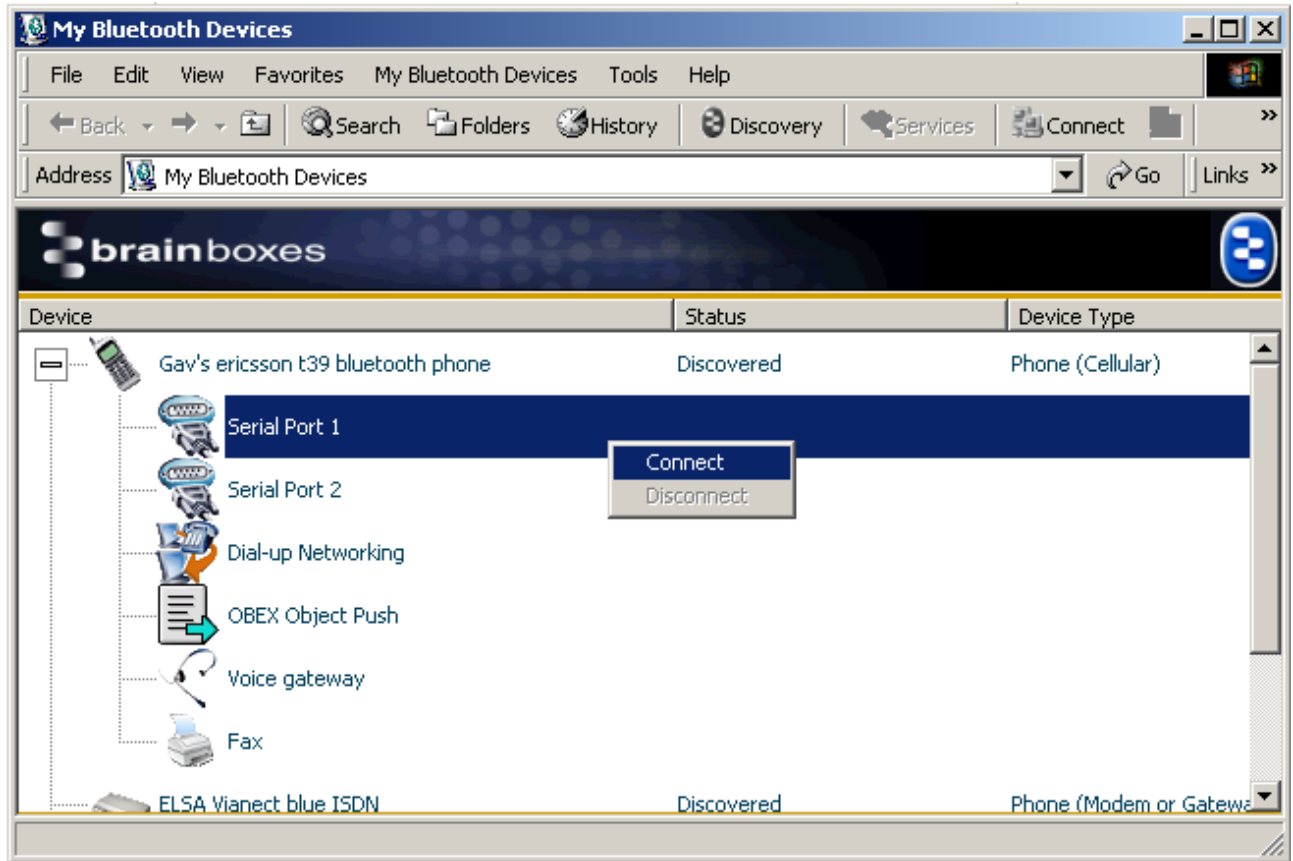 My Bluetooth Devices
File Edit View Favorites My Bluetooth Devices Tools Help
Back Search Folders History Discovery Services Connect »
Address My Bluetooth Devices Go Links »
brainboxes
Device Status Device Type
Gav's ericsson t39 bluetooth phone Discovered Phone (Cellular)
Serial Port 1
Connect
Serial Port 2
Disconnect
Dial-up Networking
OBEX Object Push
Voice gateway
Fax
ELSA Vianect blue ISDN Discovered Phone (Modem or Gatewa